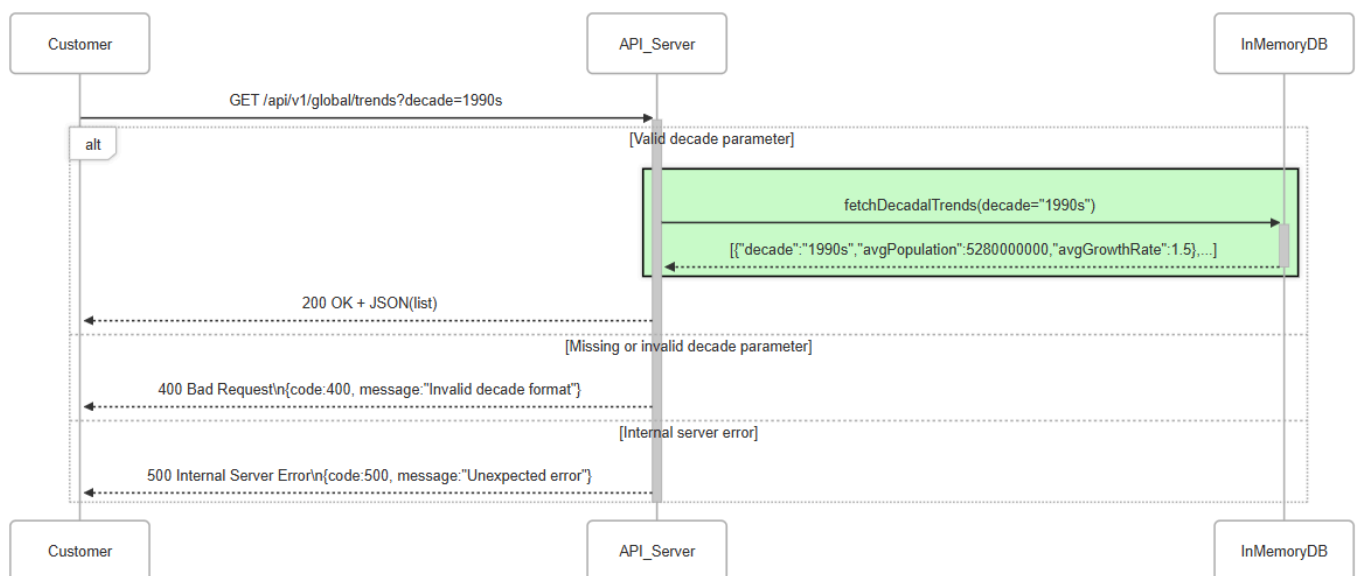 Customer
API_Server
InMemoryDB
GET /api/v1/global/trends?decade=1990s
alt
[Valid decade parameter]
fetchDecadalTrends(decade="1990s")
[{"decade":"1990s","avgPopulation":5280000000,"avgGrowthRate":1.5},...]
200 OK + JSON(list)
[Missing or invalid decade parameter]
400 Bad Request\n{code:400, message:"Invalid decade format"}
[Internal server error]
500 Internal Server Error\n{code:500, message:"Unexpected error"}
Customer
API_Server
InMemoryDB